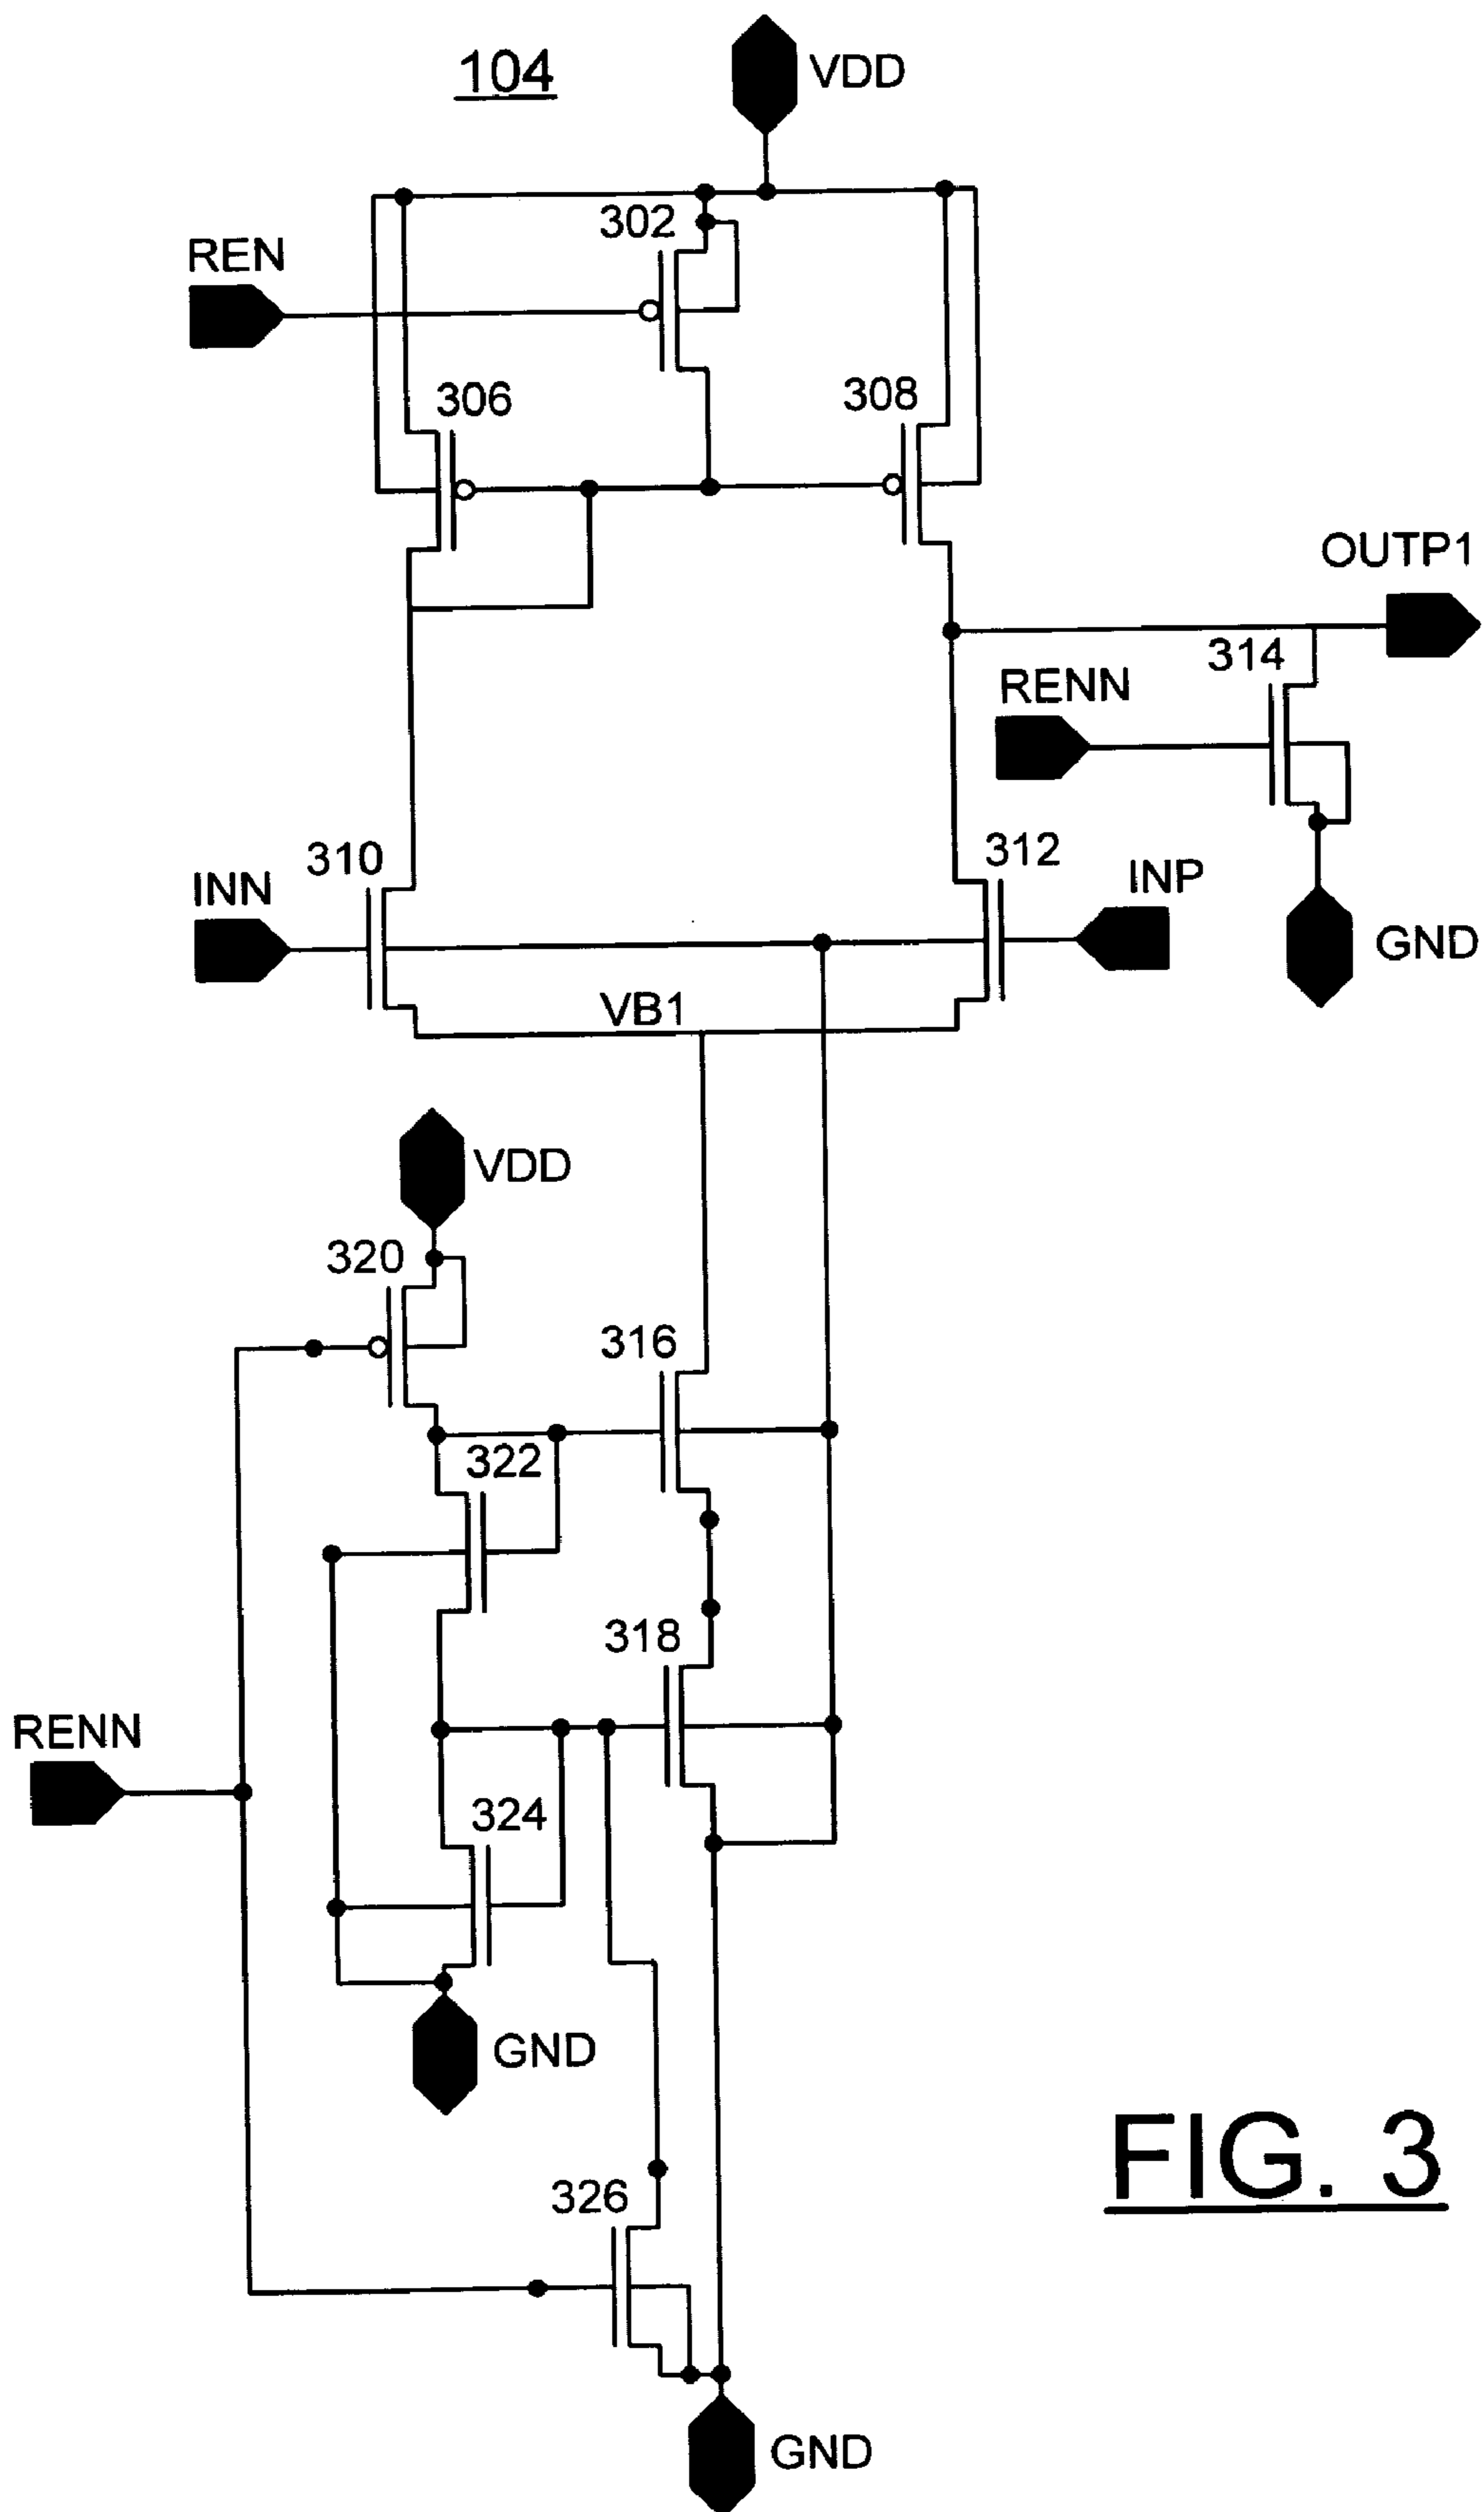 104
VDD
302
REN
306
308
OUTP1
314
RENN
310
312
INN
INP
GND
VB1
VDD
320
316
322
318
RENN
324
GND
326
FIG. 3
GND